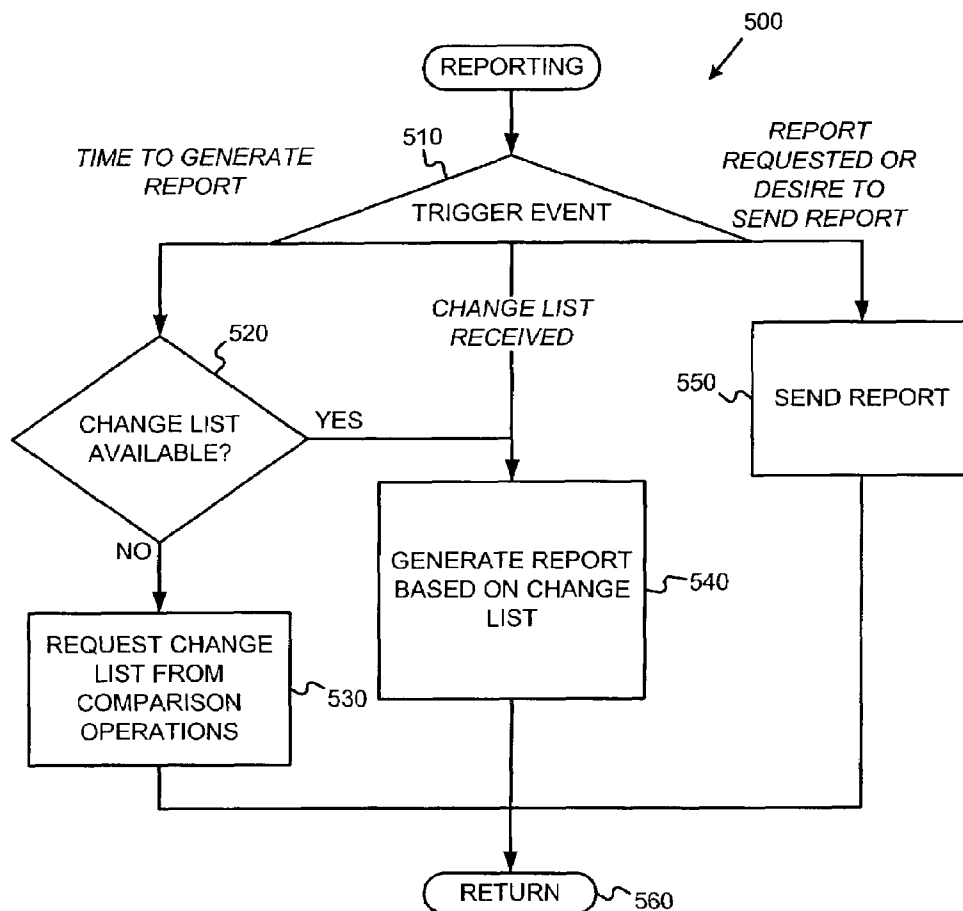 500
REPORTING
510
TIME TO GENERATE
REPORT
TRIGGER EVENT
REPORT
REQUESTED OR
DESIRE TO
SEND REPORT
CHANGE LIST
RECEIVED
520
CHANGE LIST
AVAILABLE?
YES
NO
550
SEND REPORT
GENERATE REPORT
BASED ON CHANGE
LIST
540
REQUEST CHANGE
LIST FROM
COMPARISON
OPERATIONS
530
RETURN
560